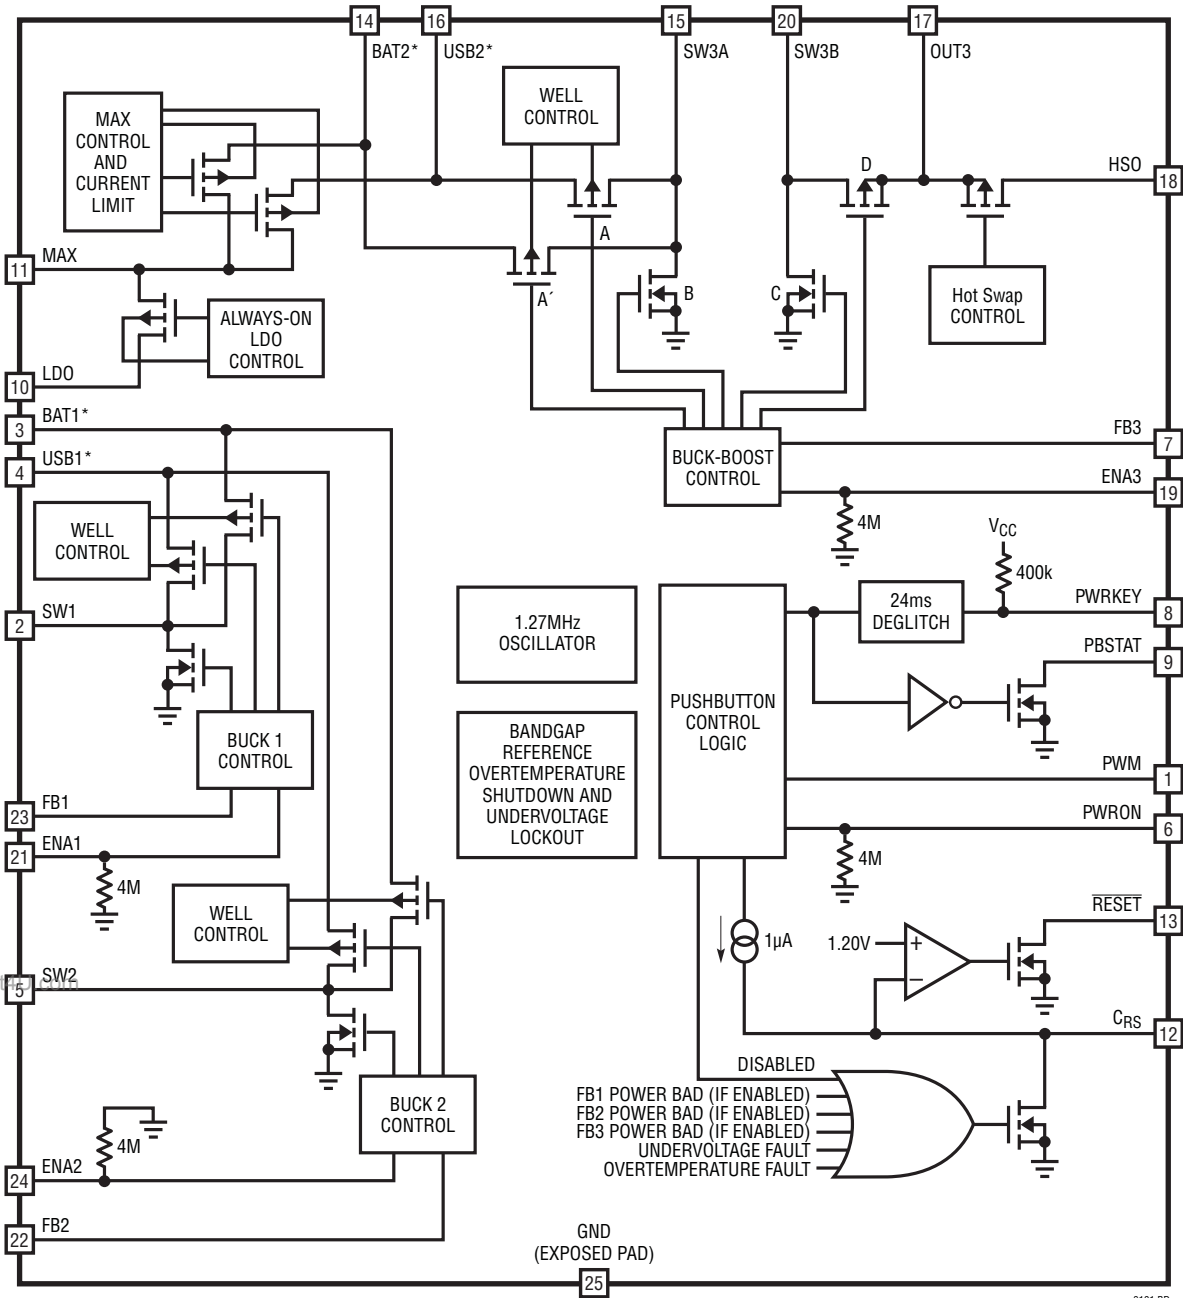 14
16
15
20
17
BAT2*
USB2*
SW3A
SW3B
OUT3
WELL
CONTROL
MAX
CONTROL
AND
CURRENT
LIMIT
D
HSO
18
A
MAX
11
A´
B
C
Hot Swap
CONTROL
ALWAYS-ON
LDO
CONTROL
LDO
10
BAT1*
3
FB3
7
USB1*
4
BUCK-BOOST
CONTROL
ENA3
19
4M
WELL
CONTROL
VCC
400k
SW1
2
1.27MHz
OSCILLATOR
24ms
DEGLITCH
PWRKEY
8
PBSTAT
9
PUSHBUTTON
CONTROL
LOGIC
BUCK 1
CONTROL
BANDGAP
REFERENCE
OVERTEMPERATURE
SHUTDOWN AND
UNDERVOLTAGE
LOCKOUT
PWM
1
FB1
23
PWRON
6
ENA1
21
4M
4M
WELL
CONTROL
RESET
13
1µA
1.20V
+
–
SW2
5
CRS
12
DISABLED
FB1 POWER BAD (IF ENABLED)
FB2 POWER BAD (IF ENABLED)
FB3 POWER BAD (IF ENABLED)
UNDERVOLTAGE FAULT
OVERTEMPERATURE FAULT
BUCK 2
CONTROL
4M
ENA2
24
FB2
22
GND
(EXPOSED PAD)
25